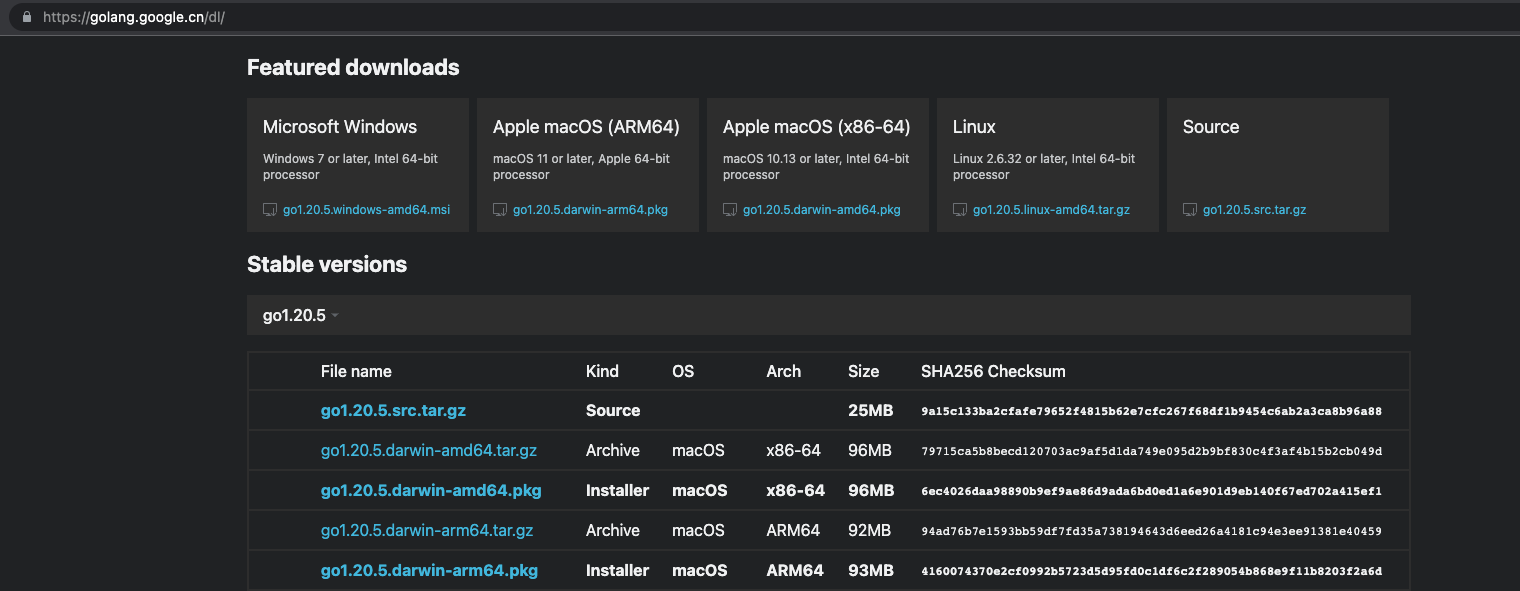 https://golang.google.cn/dl/
Featured downloads
Microsoft Windows
Windows 7 or later, Intel 64-bit
processor
go1.20.5.windows-amd64.msi
Apple macOS (ARM64)
macOS 11 or later, Apple 64-bit
processor
go1.20.5.darwin-arm64.pkg
Apple macOS (x86-64)
macOS 10.13 or later, Intel 64-bit
processor
go1.20.5.darwin-amd64.pkg
Linux
Linux 2.6.32 or later, Intel 64-bit
processor
go1.20.5.linux-amd64.tar.gz
Source
go1.20.5.src.tar.gz
Stable versions
go1.20.5
File name Kind OS Arch Size SHA256 Checksum
go1.20.5.src.tar.gz Source 25MB 9a15c133ba2cfafe79652f4815b62e7cfc267f68df1b9454c6ab2a3ca8b96a88
go1.20.5.darwin-amd64.tar.gz Archive macOS x86-64 96MB 79715ca5b8becd120703ac9af5d1da749e095d2b9bf830c4f3af4b15b2cb049d
go1.20.5.darwin-amd64.pkg Installer macOS x86-64 96MB 6ec4026daa98890b9ef9ae86d9ada6bd0ed1a6e901d9eb140f67ed702a415ef1
go1.20.5.darwin-arm64.tar.gz Archive macOS ARM64 92MB 94ad76b7e1593bb59df7fd35a738194643d6eed26a4181c94e3ee91381e40459
go1.20.5.darwin-arm64.pkg Installer macOS ARM64 93MB 4160074370e2cf0992b5723d5d95fd0c1df6c2f289054b868e9f11b8203f2a6d